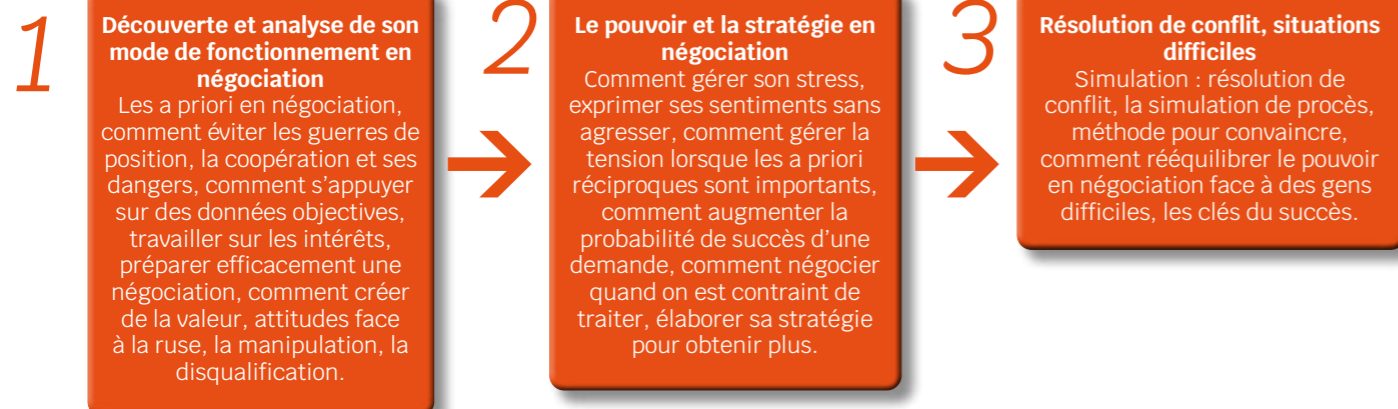 1
Découverte et analyse de son
mode de fonctionnement en
négociation
Les a priori en négociation,
comment éviter les guerres de
position, la coopération et ses
dangers, comment s’appuyer
sur des données objectives,
travailler sur les intérêts,
préparer efficacement une
négociation, comment créer
de la valeur, attitudes face
à la ruse, la manipulation, la
disqualification.
2
Le pouvoir et la stratégie en
négociation
Comment gérer son stress,
exprimer ses sentiments sans
agresser, comment gérer la
tension lorsque les a priori
réciproques sont importants,
comment augmenter la
probabilité de succès d’une
demande, comment négocier
quand on est contraint de
traiter, élaborer sa stratégie
pour obtenir plus.
3
Résolution de conflit, situations
difficiles
Simulation : résolution de
conflit, la simulation de procès,
méthode pour convaincre,
comment rééquilibrer le pouvoir
en négociation face à des gens
difficiles, les clés du succès.